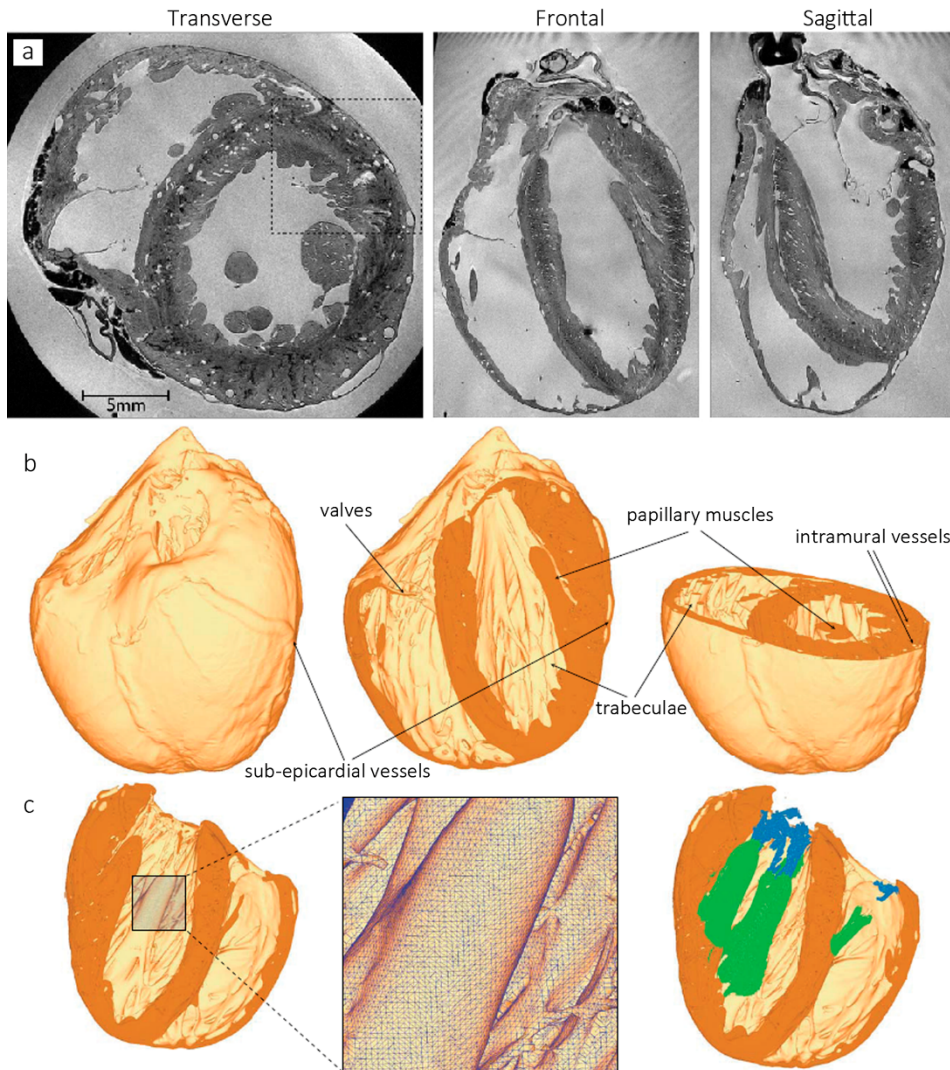 Transverse
Frontal
Sagittal
a
5mm
b
valves
papillary muscles
intramural vessels
trabeculae
sub-epicardial vessels
c